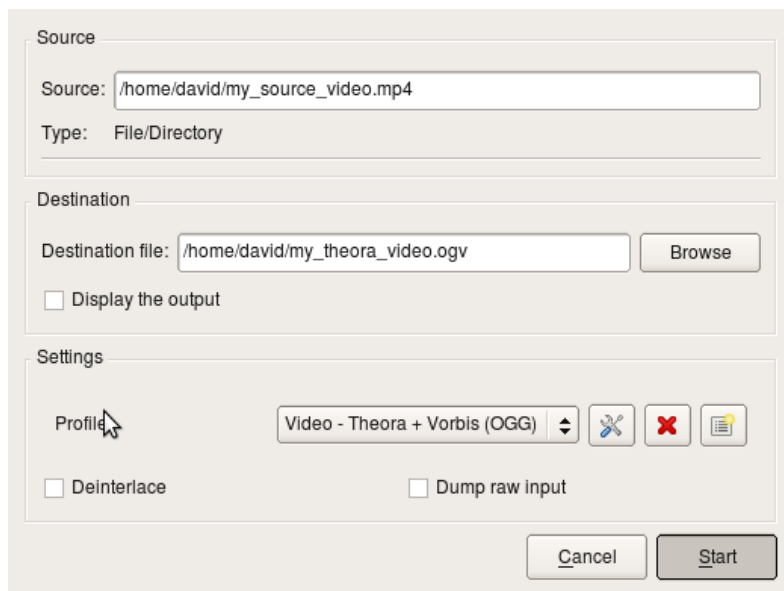 Source
Source: /home/david/my_source_video.mp4
Type: File/Directory
Destination
Destination file: /home/david/my_theora_video.ogv Browse
Display the output
Settings
Profile Video - Theora + Vorbis (OGG)
Deinterlace Dump raw input
Cancel Start